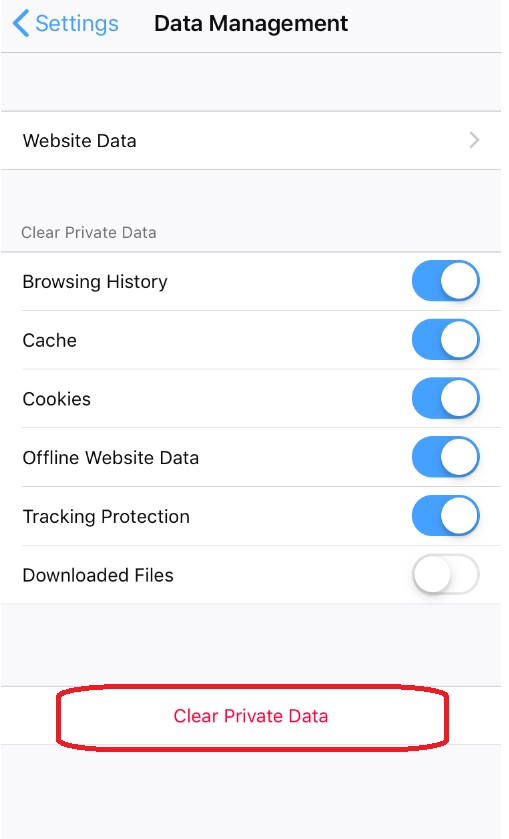 Settings
Data Management
Website Data
Clear Private Data
Browsing History
Cache
Cookies
Offline Website Data
Tracking Protection
Downloaded Files
Clear Private Data